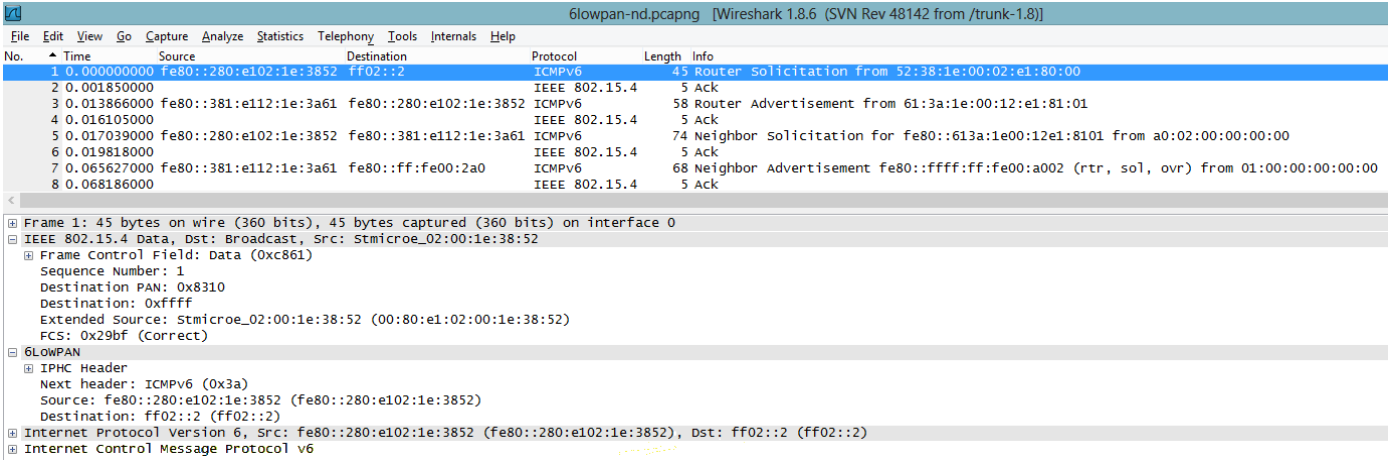 6lowpan-nd.pcapng [Wireshark 1.8.6 (SVN Rev 48142 from /trunk-1.8)]
File Edit View Go Capture Analyze Statistics Telephony Tools Internals Help
No. Time Source Destination Protocol Length Info
1 0.000000000 fe80::280:e102:1e:3852 ff02::2 ICMPv6 45 Router Solicitation from 52:38:1e:00:02:e1:80:00
2 0.001850000 IEEE 802.15.4 5 Ack
3 0.013866000 fe80::381:e112:1e:3a61 fe80::280:e102:1e:3852 ICMPv6 58 Router Advertisement from 61:3a:1e:00:12:e1:81:01
4 0.016105000 IEEE 802.15.4 5 Ack
5 0.017039000 fe80::280:e102:1e:3852 fe80::381:e112:1e:3a61 ICMPv6 74 Neighbor Solicitation for fe80::613a:1e00:12e1:8101 from a0:02:00:00:00:00
6 0.019818000 IEEE 802.15.4 5 Ack
7 0.065627000 fe80::381:e112:1e:3a61 fe80::ff:fe00:2a0 ICMPv6 68 Neighbor Advertisement fe80::ffff:ff:fe00:a002 (rtr, sol, ovr) from 01:00:00:00:00:00
8 0.068186000 IEEE 802.15.4 5 Ack
Frame 1: 45 bytes on wire (360 bits), 45 bytes captured (360 bits) on interface 0
IEEE 802.15.4 Data, Dst: Broadcast, Src: Stmicroe_02:00:1e:38:52
Frame Control Field: Data (0xc861)
Sequence Number: 1
Destination PAN: 0x8310
Destination: 0xffff
Extended Source: Stmicroe_02:00:1e:38:52 (00:80:e1:02:00:1e:38:52)
FCS: 0x29bf (Correct)
6LoWPAN
IPHC Header
Next header: ICMPv6 (0x3a)
Source: fe80::280:e102:1e:3852 (fe80::280:e102:1e:3852)
Destination: ff02::2 (ff02::2)
Internet Protocol Version 6, Src: fe80::280:e102:1e:3852 (fe80::280:e102:1e:3852), Dst: ff02::2 (ff02::2)
Internet Control Message Protocol v6